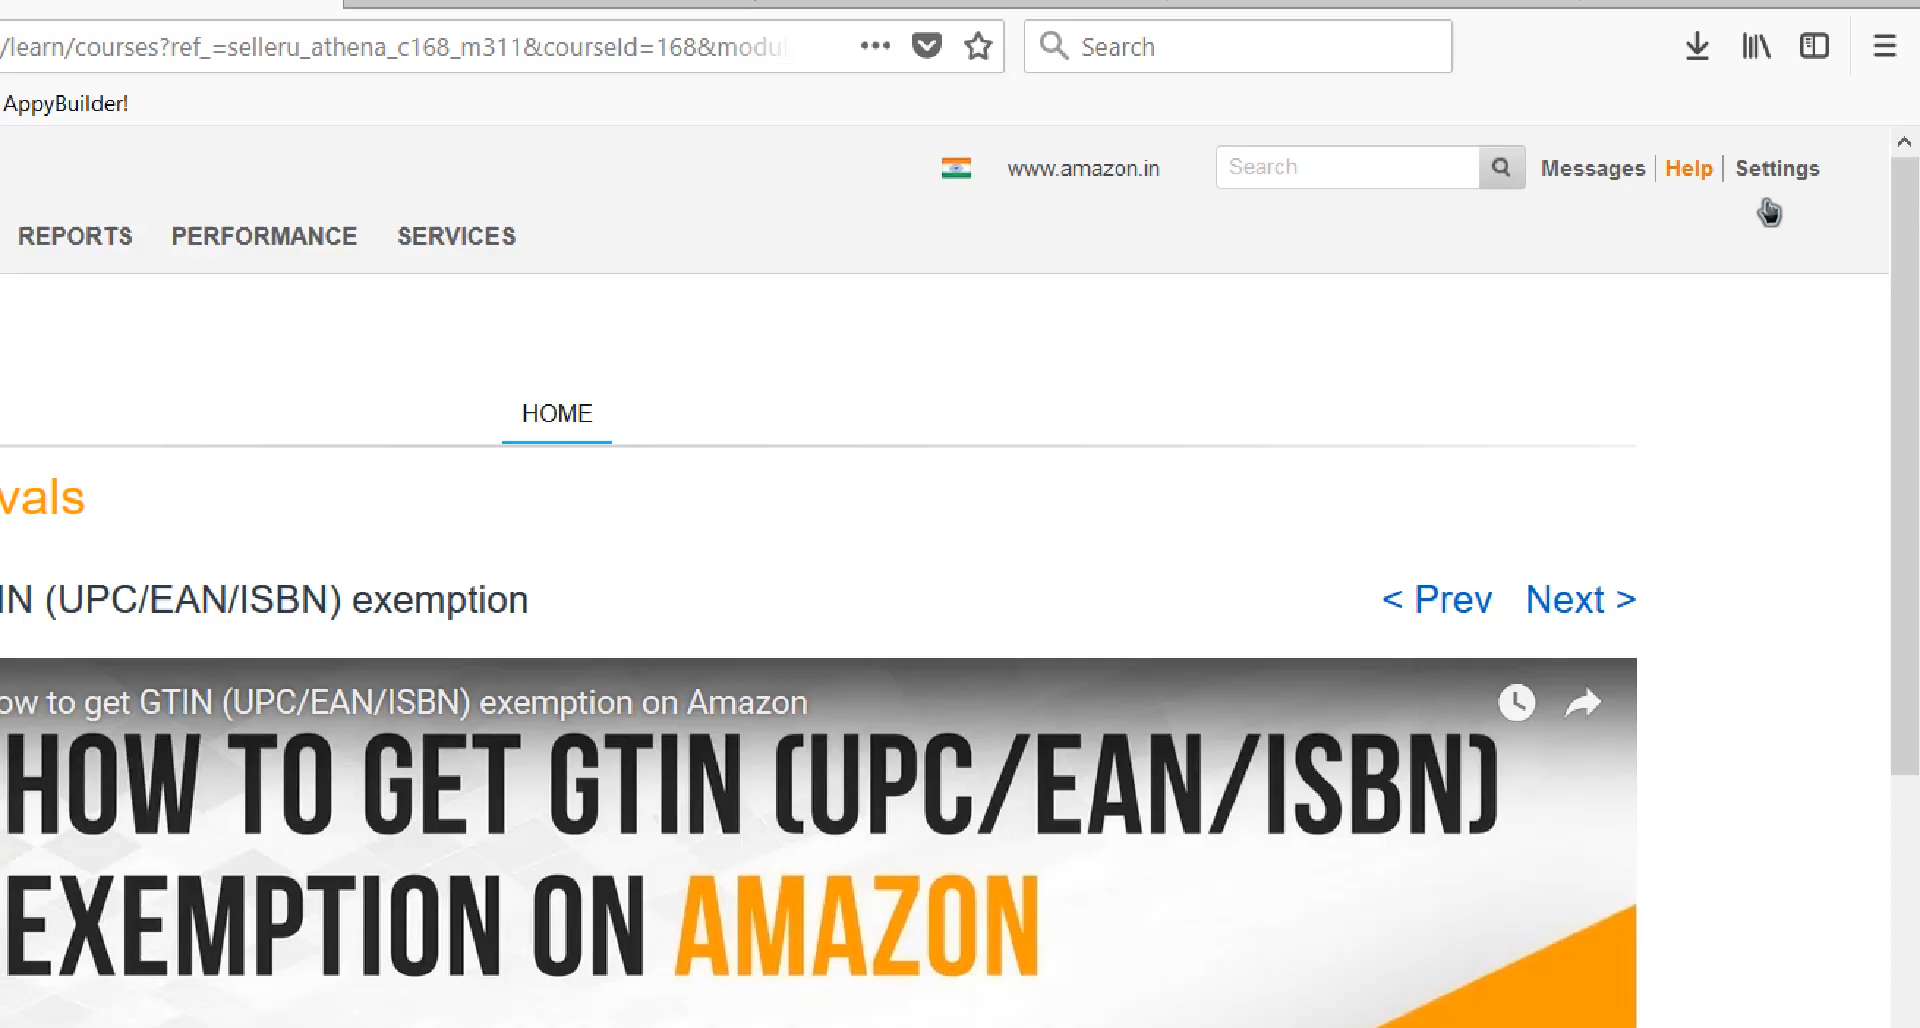 /learn/courses?ref_=selleru_athena_c168_m311&courseId=168&modul
Search
AppyBuilder!
www.amazon.in
Search
Messages
Help
Settings
REPORTS PERFORMANCE SERVICES
HOME
vals
IN (UPC/EAN/ISBN) exemption
< Prev Next >
ow to get GTIN (UPC/EAN/ISBN) exemption on Amazon
HOW TO GET GTIN (UPC/EAN/ISBN)
EXEMPTION ON AMAZON